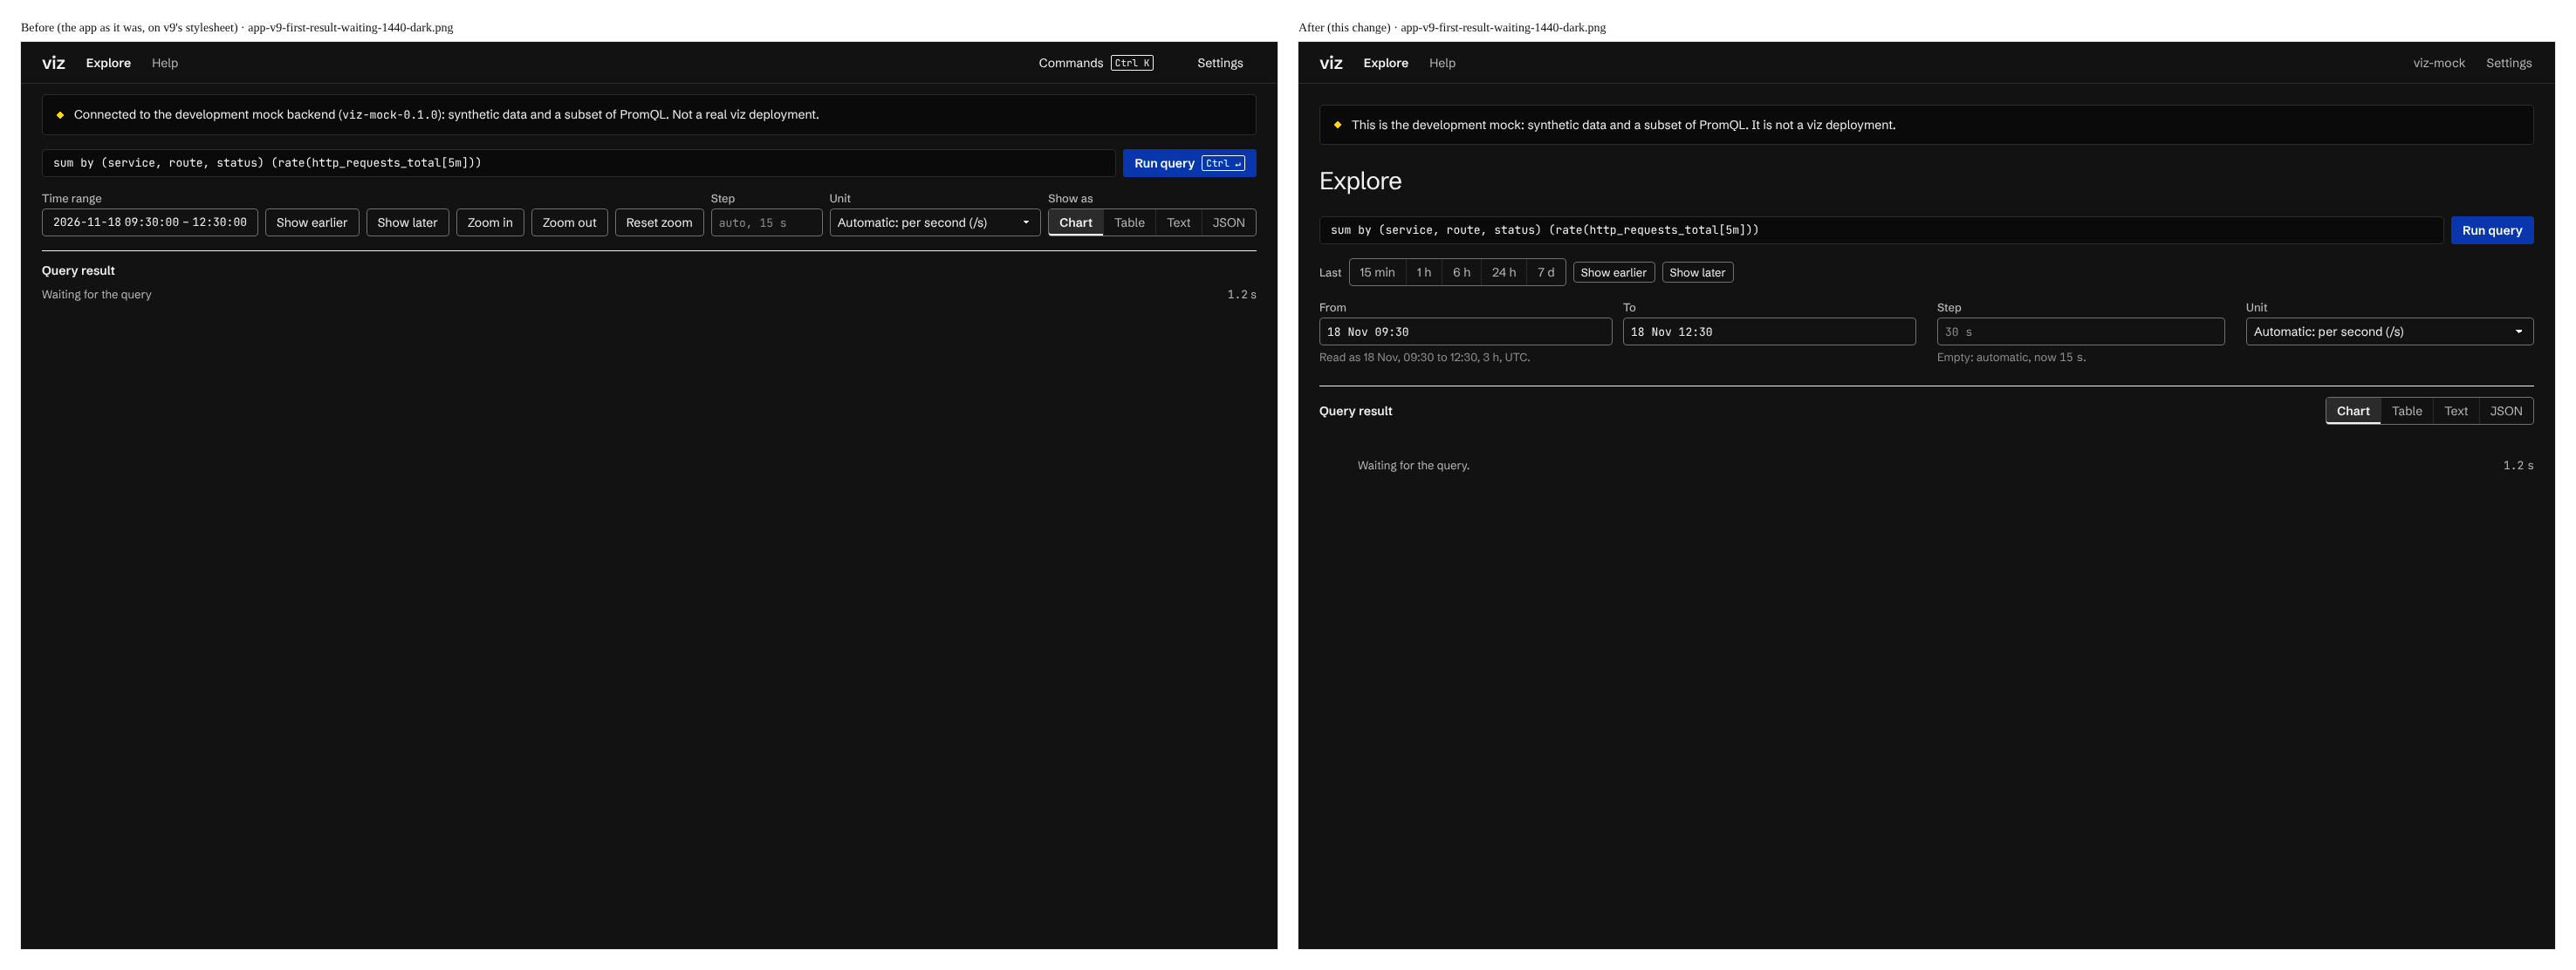 Before (the app as it was, on v9's stylesheet) · app-v9-first-result-waiting-1440-dark.png
viz Explore Help Commands Ctrl K Settings
Connected to the development mock backend (viz-mock-0.1.0): synthetic data and a subset of PromQL. Not a real viz deployment.
sum by (service, route, status) (rate(http_requests_total[5m])) Run query Ctrl ↵
Time range Step Unit Show as
2026-11-18 09:30:00 – 12:30:00 Show earlier Show later Zoom in Zoom out Reset zoom auto, 15 s Automatic: per second (/s) Chart Table Text JSON
Query result
Waiting for the query 1.2 s
After (this change) · app-v9-first-result-waiting-1440-dark.png
viz Explore Help viz-mock Settings
This is the development mock: synthetic data and a subset of PromQL. It is not a viz deployment.
Explore
sum by (service, route, status) (rate(http_requests_total[5m])) Run query
Last 15 min 1 h 6 h 24 h 7 d Show earlier Show later
From To Step Unit
18 Nov 09:30 18 Nov 12:30 30 s Automatic: per second (/s)
Read as 18 Nov, 09:30 to 12:30, 3 h, UTC. Empty: automatic, now 15 s.
Query result Chart Table Text JSON
Waiting for the query. 1.2 s